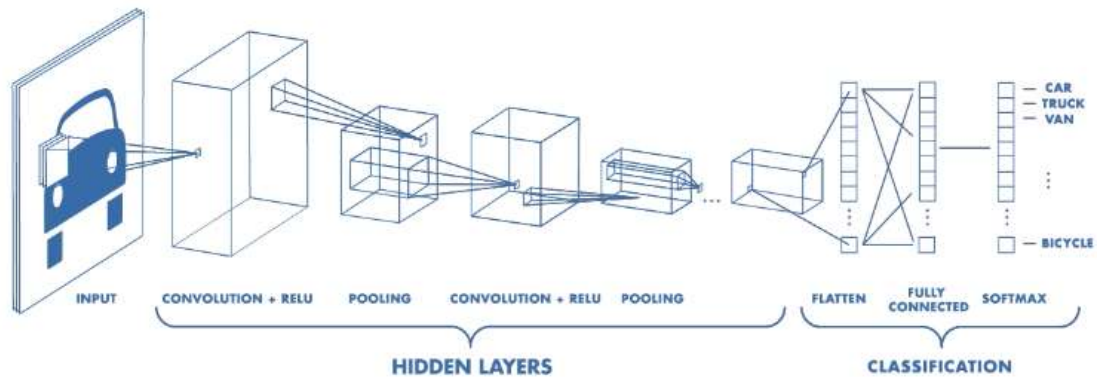 CAR
TRUCK
VAN
BICYCLE
INPUT
CONVOLUTION + RELU
POOLING
CONVOLUTION + RELU
POOLING
FLATTEN
FULLY
CONNECTED
SOFTMAX
HIDDEN LAYERS
CLASSIFICATION